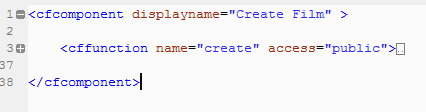 1 <cfcomponent displayname="Create Film" >
2
3 <cffunction name="create" access="public">
37
38 </cfcomponent>